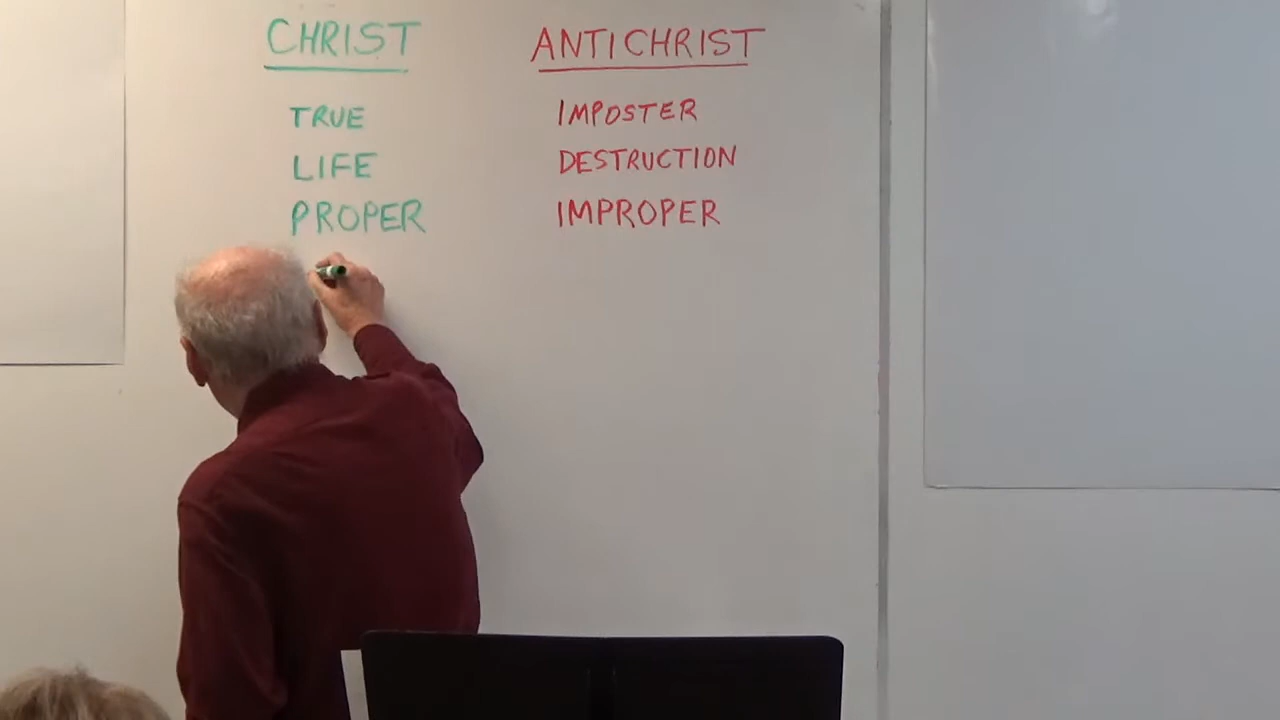 CHRIST ANTICHRIST
TRUE IMPOSTER
LIFE DESTRUCTION
PROPER IMPROPER